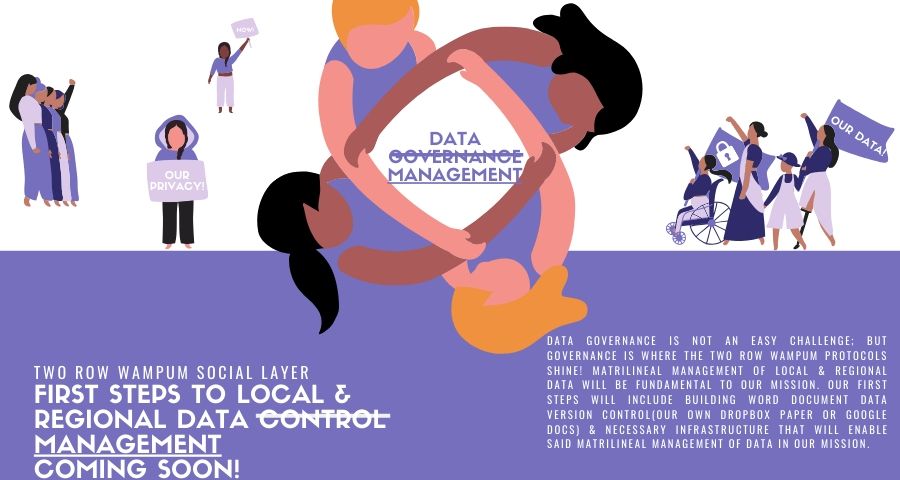 NOW!
OUR
PRIVACY!
DATA
GOVERNANCE
MANAGEMENT
OUR DATA!
TWO ROW WAMPUM SOCIAL LAYER
FIRST STEPS TO LOCAL &
REGIONAL DATA CONTROL
MANAGEMENT
COMING SOON!
DATA GOVERNANCE IS NOT AN EASY CHALLENGE; BUT
GOVERNANCE IS WHERE THE TWO ROW WAMPUM PROTOCOLS
SHINE! MATRILINEAL MANAGEMENT OF LOCAL & REGIONAL
DATA WILL BE FUNDAMENTAL TO OUR MISSION. OUR FIRST
STEPS WILL INCLUDE BUILDING WORD DOCUMENT DATA
VERSION CONTROL(OUR OWN DROPBOX PAPER OR GOOGLE
DOCS) & NECESSARY INFRASTRUCTURE THAT WILL ENABLE
SAID MATRILINEAL MANAGEMENT OF DATA IN OUR MISSION.